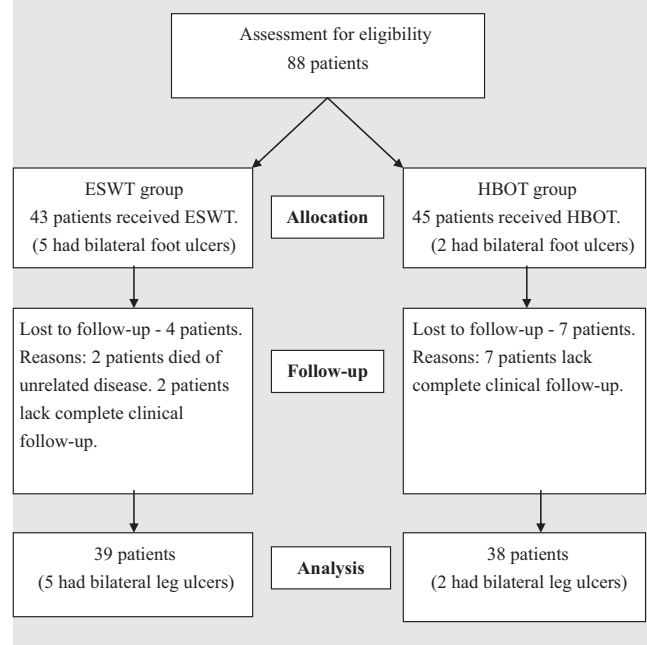 Assessment for eligibility
88 patients
ESWT group
43 patients received ESWT.
(5 had bilateral foot ulcers)
Allocation
HBOT group
45 patients received HBOT.
(2 had bilateral foot ulcers)
Lost to follow-up - 4 patients.
Reasons: 2 patients died of
unrelated disease. 2 patients
lack complete clinical
follow-up.
Follow-up
Lost to follow-up - 7 patients.
Reasons: 7 patients lack
complete clinical follow-up.
39 patients
(5 had bilateral leg ulcers)
Analysis
38 patients
(2 had bilateral leg ulcers)